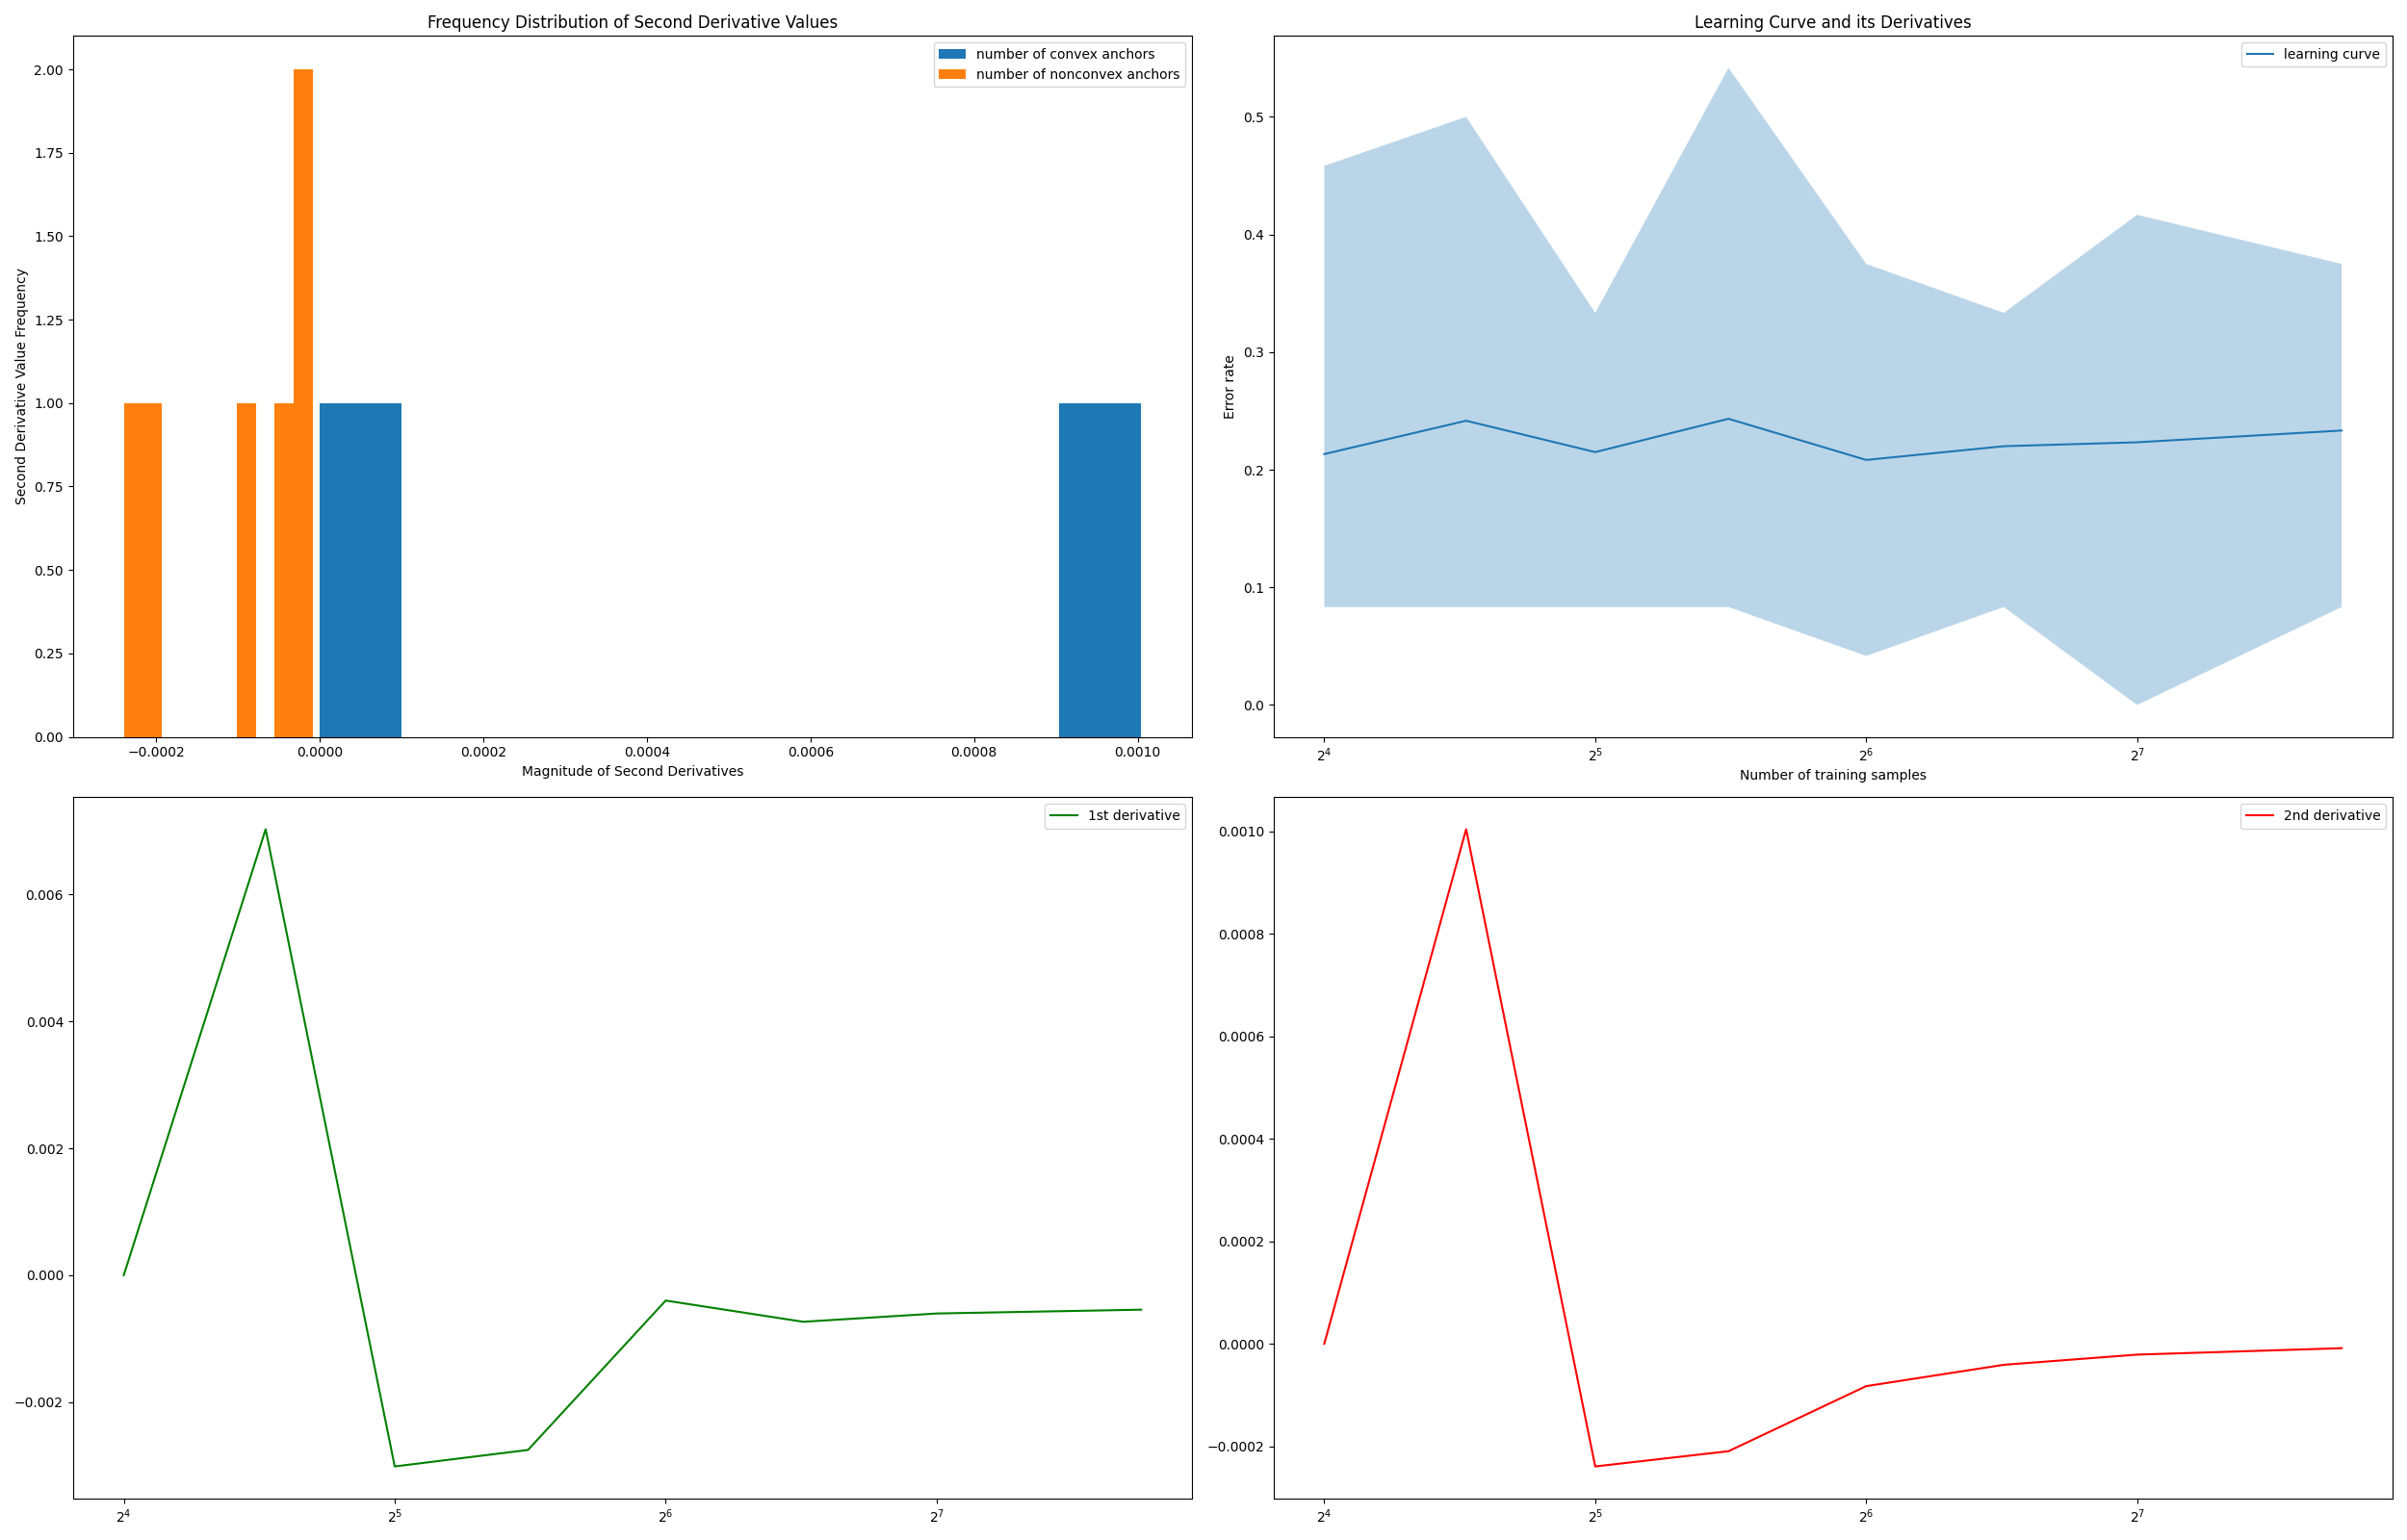 Frequency Distribution of Second Derivative Values
number of convex anchors
number of nonconvex anchors
Second Derivative Value Frequency
2.00
1.75
1.50
1.25
1.00
0.75
0.50
0.25
0.00
−0.0002 0.0000 0.0002 0.0004 0.0006 0.0008 0.0010
Magnitude of Second Derivatives
Learning Curve and its Derivatives
learning curve
Error rate
0.5
0.4
0.3
0.2
0.1
0.0
2⁴ 2⁵ 2⁶ 2⁷
Number of training samples
1st derivative
0.006
0.004
0.002
0.000
−0.002
2⁴ 2⁵ 2⁶ 2⁷
2nd derivative
0.0010
0.0008
0.0006
0.0004
0.0002
0.0000
−0.0002
2⁴ 2⁵ 2⁶ 2⁷